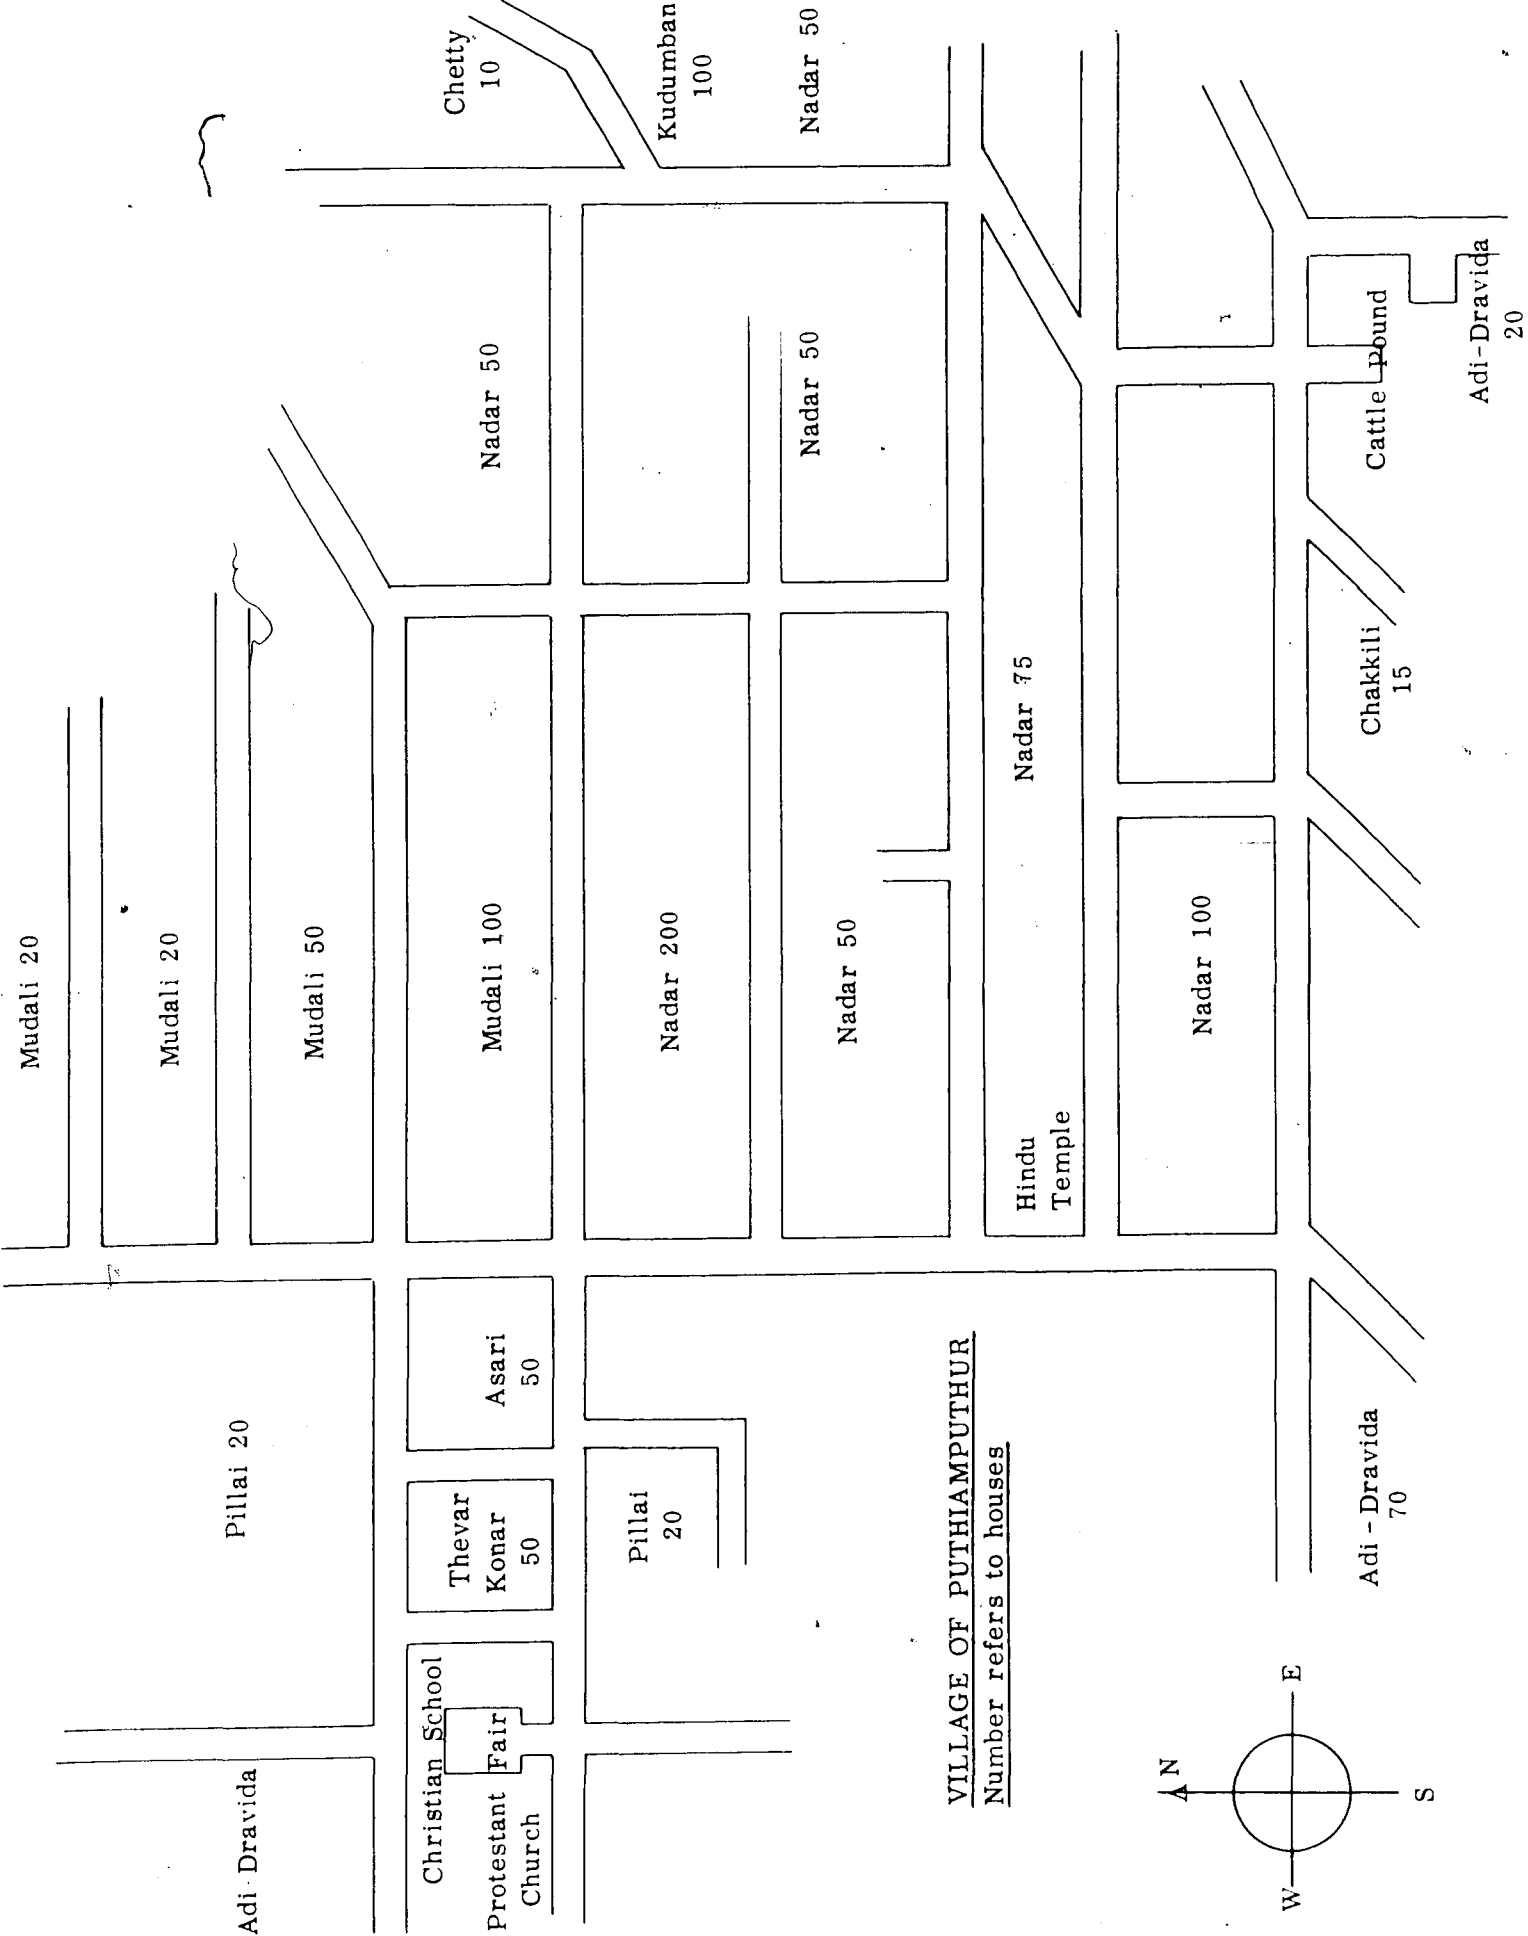 Mudali 20
Mudali 20
Mudali 50
Pillai 20
Adi-Dravida
Chetty
10
Nadar 50
Mudali 100
Asari
50
Thevar
Konar
50
Christian School
Fair
Protestant
Church
Kudumban
100
Nadar 200
Pillai
20
Nadar 50
Nadar 50
Nadar 50
Nadar 75
Hindu
Temple
VILLAGE OF PUTHIAMPUTHUR
Number refers to houses
Nadar 100
Cattle Pound
Chakkili
15
Adi-Dravida
70
Adi-Dravida
20
N
W
E
S